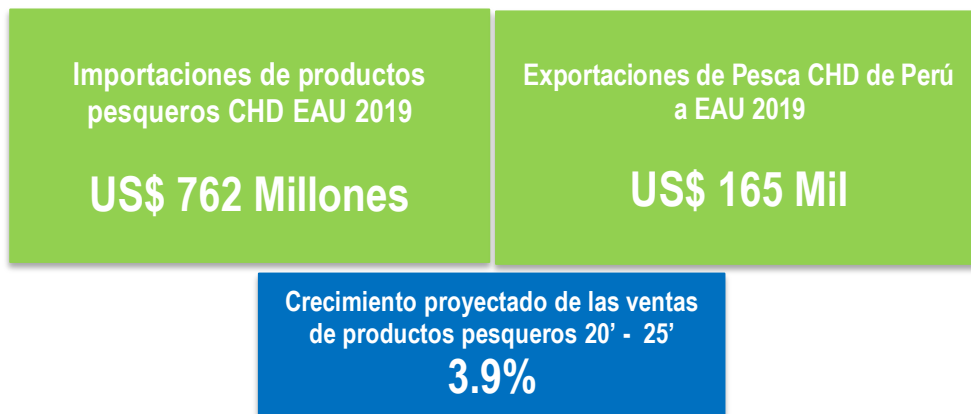 Importaciones de productos
pesqueros CHD EAU 2019
US$ 762 Millones
Exportaciones de Pesca CHD de Perú
a EAU 2019
US$ 165 Mil
Crecimiento proyectado de las ventas
de productos pesqueros 20' - 25'
3.9%